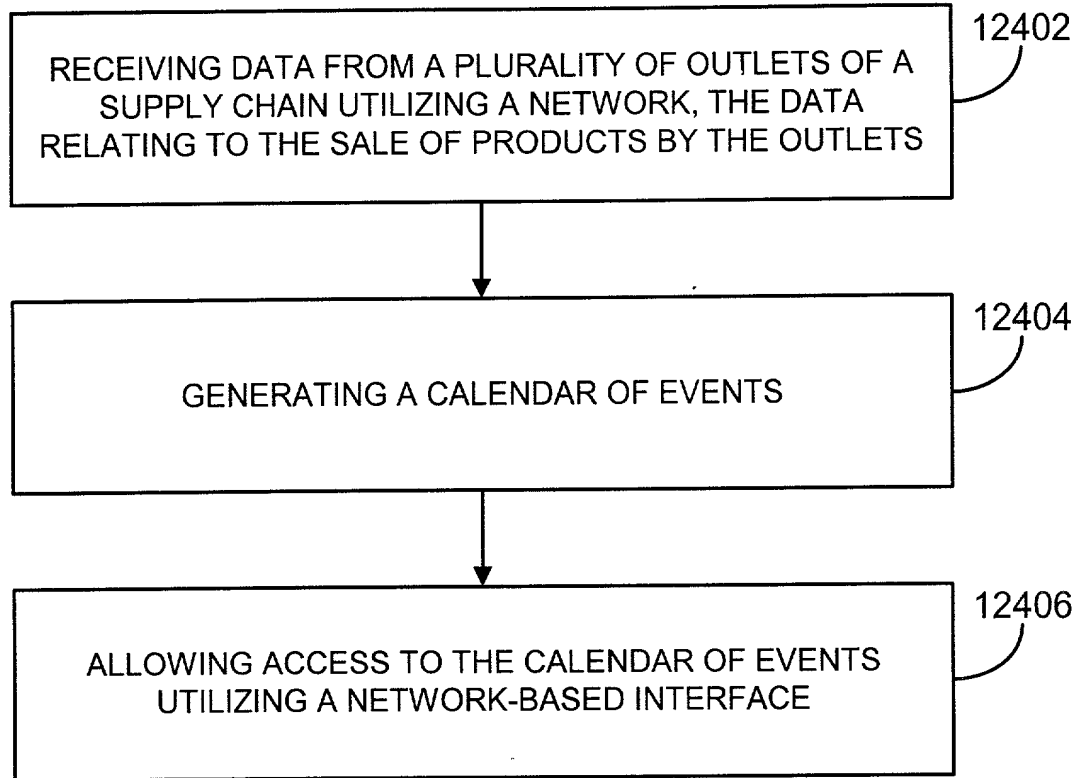 12402
RECEIVING DATA FROM A PLURALITY OF OUTLETS OF A
SUPPLY CHAIN UTILIZING A NETWORK, THE DATA
RELATING TO THE SALE OF PRODUCTS BY THE OUTLETS
12404
GENERATING A CALENDAR OF EVENTS
12406
ALLOWING ACCESS TO THE CALENDAR OF EVENTS
UTILIZING A NETWORK-BASED INTERFACE